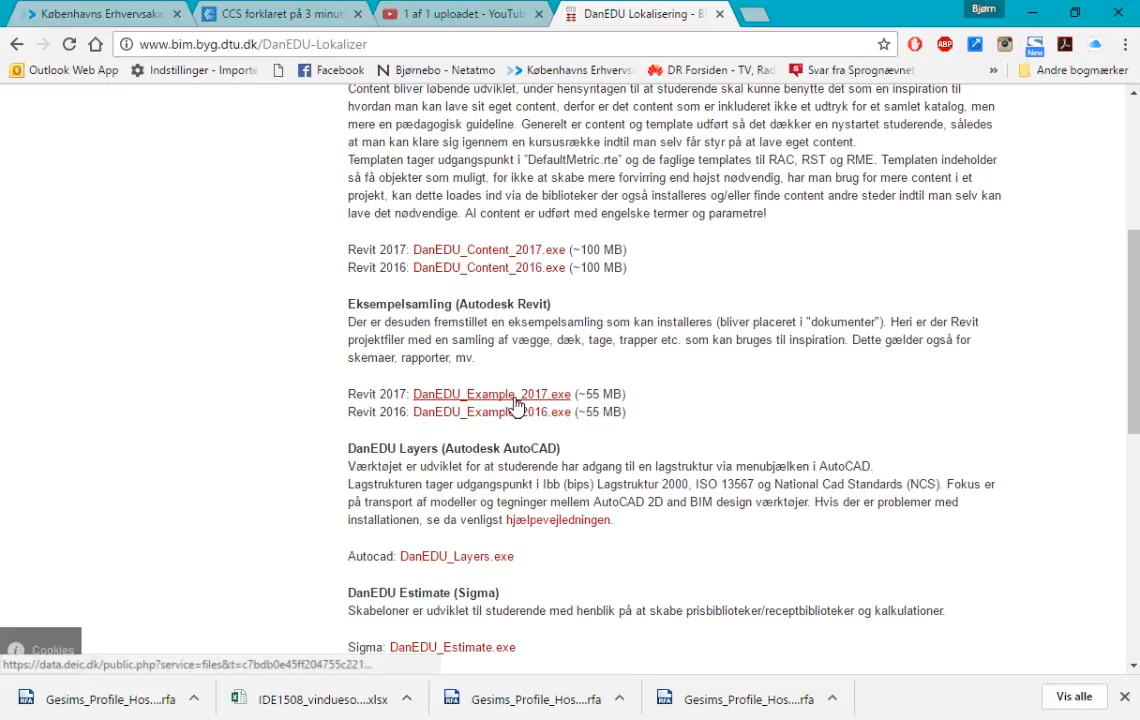 Københavns Erhvervsaka
CCS forklaret på 3 minut
1 af 1 uploadet - YouTub
DanEDU Lokalisering - B
Bjørn
www.bim.byg.dtu.dk/DanEDU-Lokalizer
ABP
New
Outlook Web App
Indstillinger - Importe
Facebook
Bjørnebo - Netatmo
Københavns Erhvervs
DR Forsiden - TV, Rad
Svar fra Sprognævnet
»
Andre bogmærker
Content bliver løbende udviklet, under hensyntagen til at studerende skal kunne benytte det som en inspiration til
hvordan man kan lave sit eget content, derfor er det content som er inkluderet ikke et udtryk for et samlet katalog, men
mere en pædagogisk guideline. Generelt er content og template udført så det dækker en nystartet studerende, således
at man kan klare sig igennem en kursusrække indtil man selv får styr på at lave eget content.
Templaten tager udgangspunkt i "DefaultMetric.rte" og de faglige templates til RAC, RST og RME. Templaten indeholder
så få objekter som muligt, for ikke at skabe mere forvirring end højst nødvendig, har man brug for mere content i et
projekt, kan dette loades ind via de biblioteker der også installeres og/eller finde content andre steder indtil man selv kan
lave det nødvendige. Al content er udført med engelske termer og parametre!
Revit 2017: DanEDU_Content_2017.exe (~100 MB)
Revit 2016: DanEDU_Content_2016.exe (~100 MB)
Eksempelsamling (Autodesk Revit)
Der er desuden fremstillet en eksempelsamling som kan installeres (bliver placeret i "dokumenter"). Heri er der Revit
projektfiler med en samling af vægge, dæk, tage, trapper etc. som kan bruges til inspiration. Dette gælder også for
skemaer, rapporter, mv.
Revit 2017: DanEDU_Example_2017.exe (~55 MB)
Revit 2016: DanEDU_Example_2016.exe (~55 MB)
DanEDU Layers (Autodesk AutoCAD)
Værktøjet er udviklet for at studerende har adgang til en lagstruktur via menubjælken i AutoCAD.
Lagstrukturen tager udgangspunkt i Ibb (bips) Lagstruktur 2000, ISO 13567 og National Cad Standards (NCS). Fokus er
på transport af modeller og tegninger mellem AutoCAD 2D and BIM design værktøjer. Hvis der er problemer med
installationen, se da venligst hjælpevejledningen.
Autocad: DanEDU_Layers.exe
DanEDU Estimate (Sigma)
Skabeloner er udviklet til studerende med henblik på at skabe prisbiblioteker/receptbiblioteker og kalkulationer.
Sigma: DanEDU_Estimate.exe
Cookies
https://data.deic.dk/public.php?service=files&t=c7bdb0e45ff204755c221...
Gesims_Profile_Hos....rfa
IDE1508_vindueso....xlsx
Gesims_Profile_Hos....rfa
Gesims_Profile_Hos....rfa
Vis alle